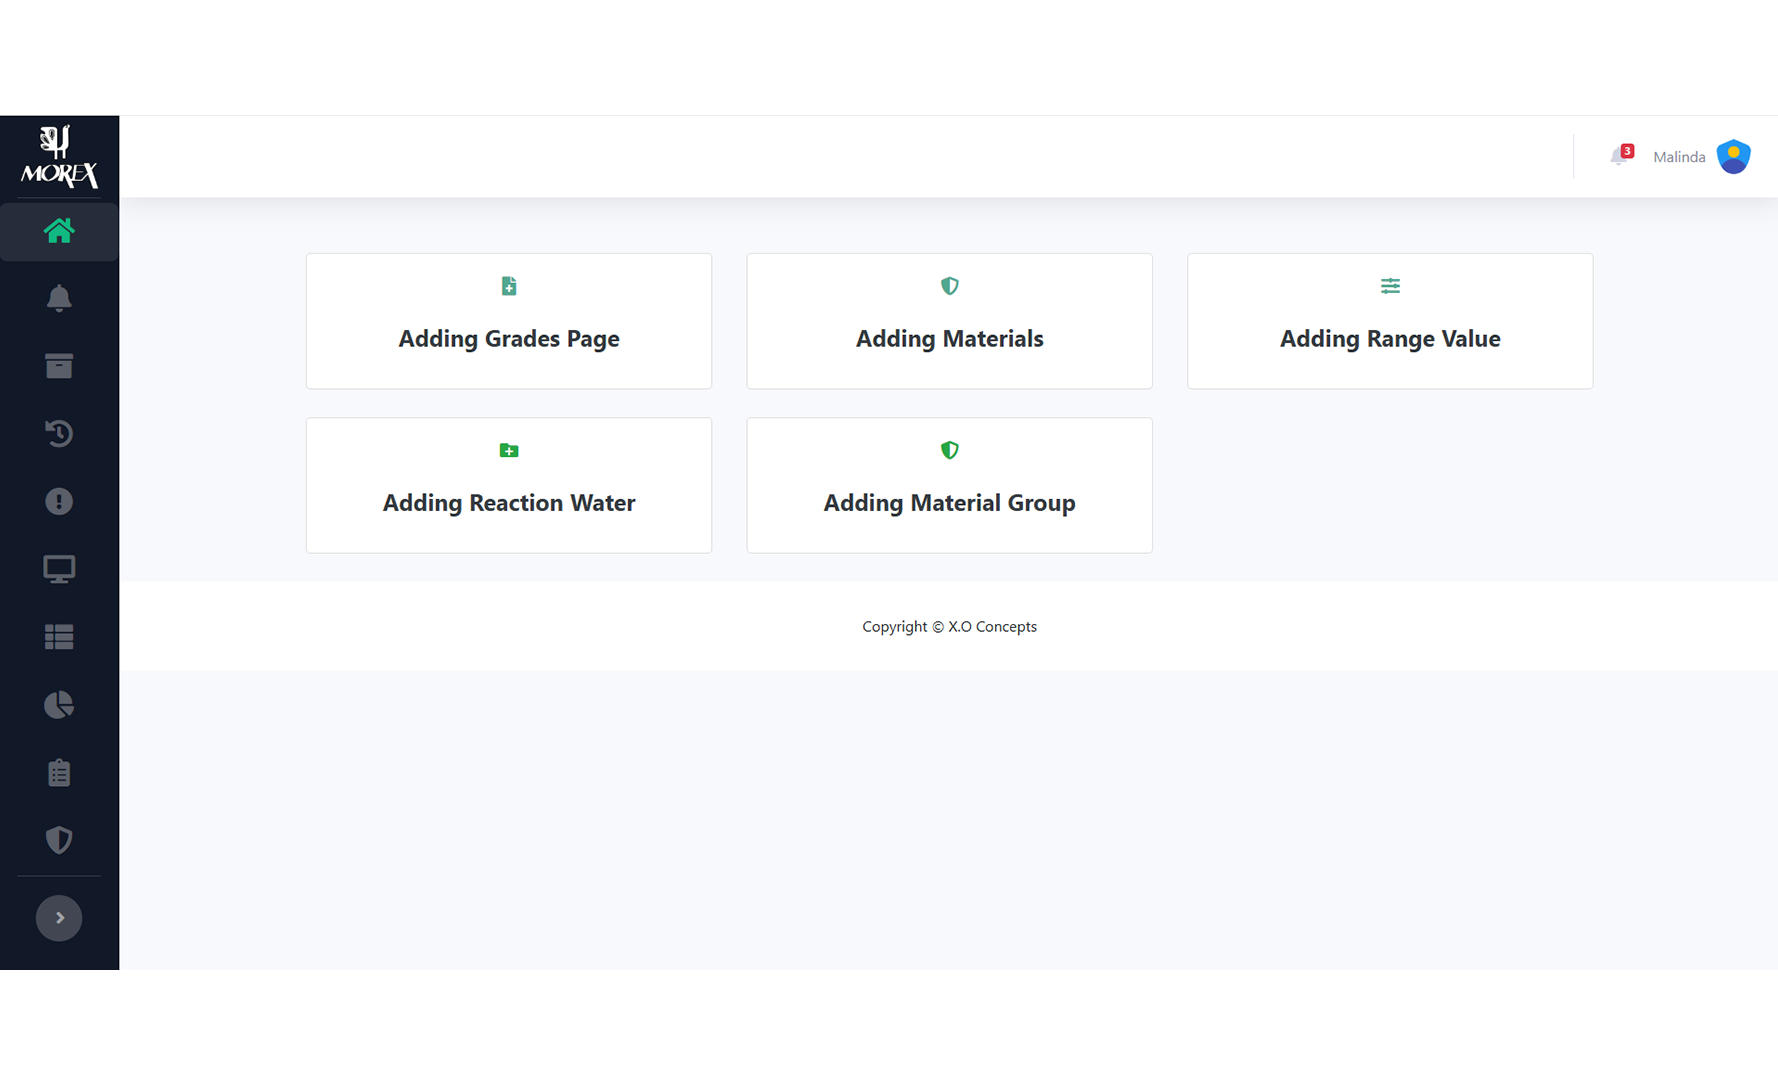 MOREX
3
Malinda
Adding Grades Page
Adding Materials
Adding Range Value
Adding Reaction Water
Adding Material Group
Copyright © X.O Concepts